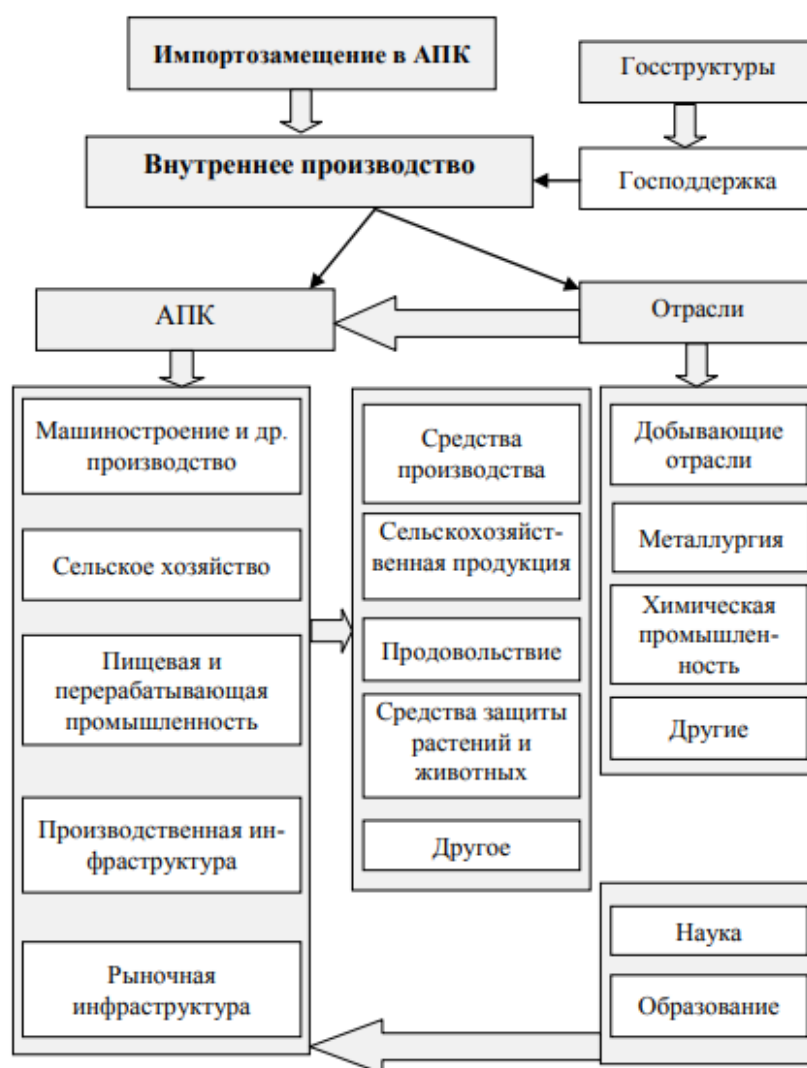 Импортозамещение в АПК
Госструктуры
Внутреннее производство
Господдержка
АПК
Отрасли
Машиностроение и др.
производство
Сельское хозяйство
Пищевая и
перерабатывающая
промышленность
Производственная ин-
фраструктура
Рыночная
инфраструктура
Средства
производства
Сельскохозяйст-
венная продукция
Продовольствие
Средства защиты
растений и
животных
Другое
Добывающие
отрасли
Металлургия
Химическая
промышлен-
ность
Другие
Наука
Образование